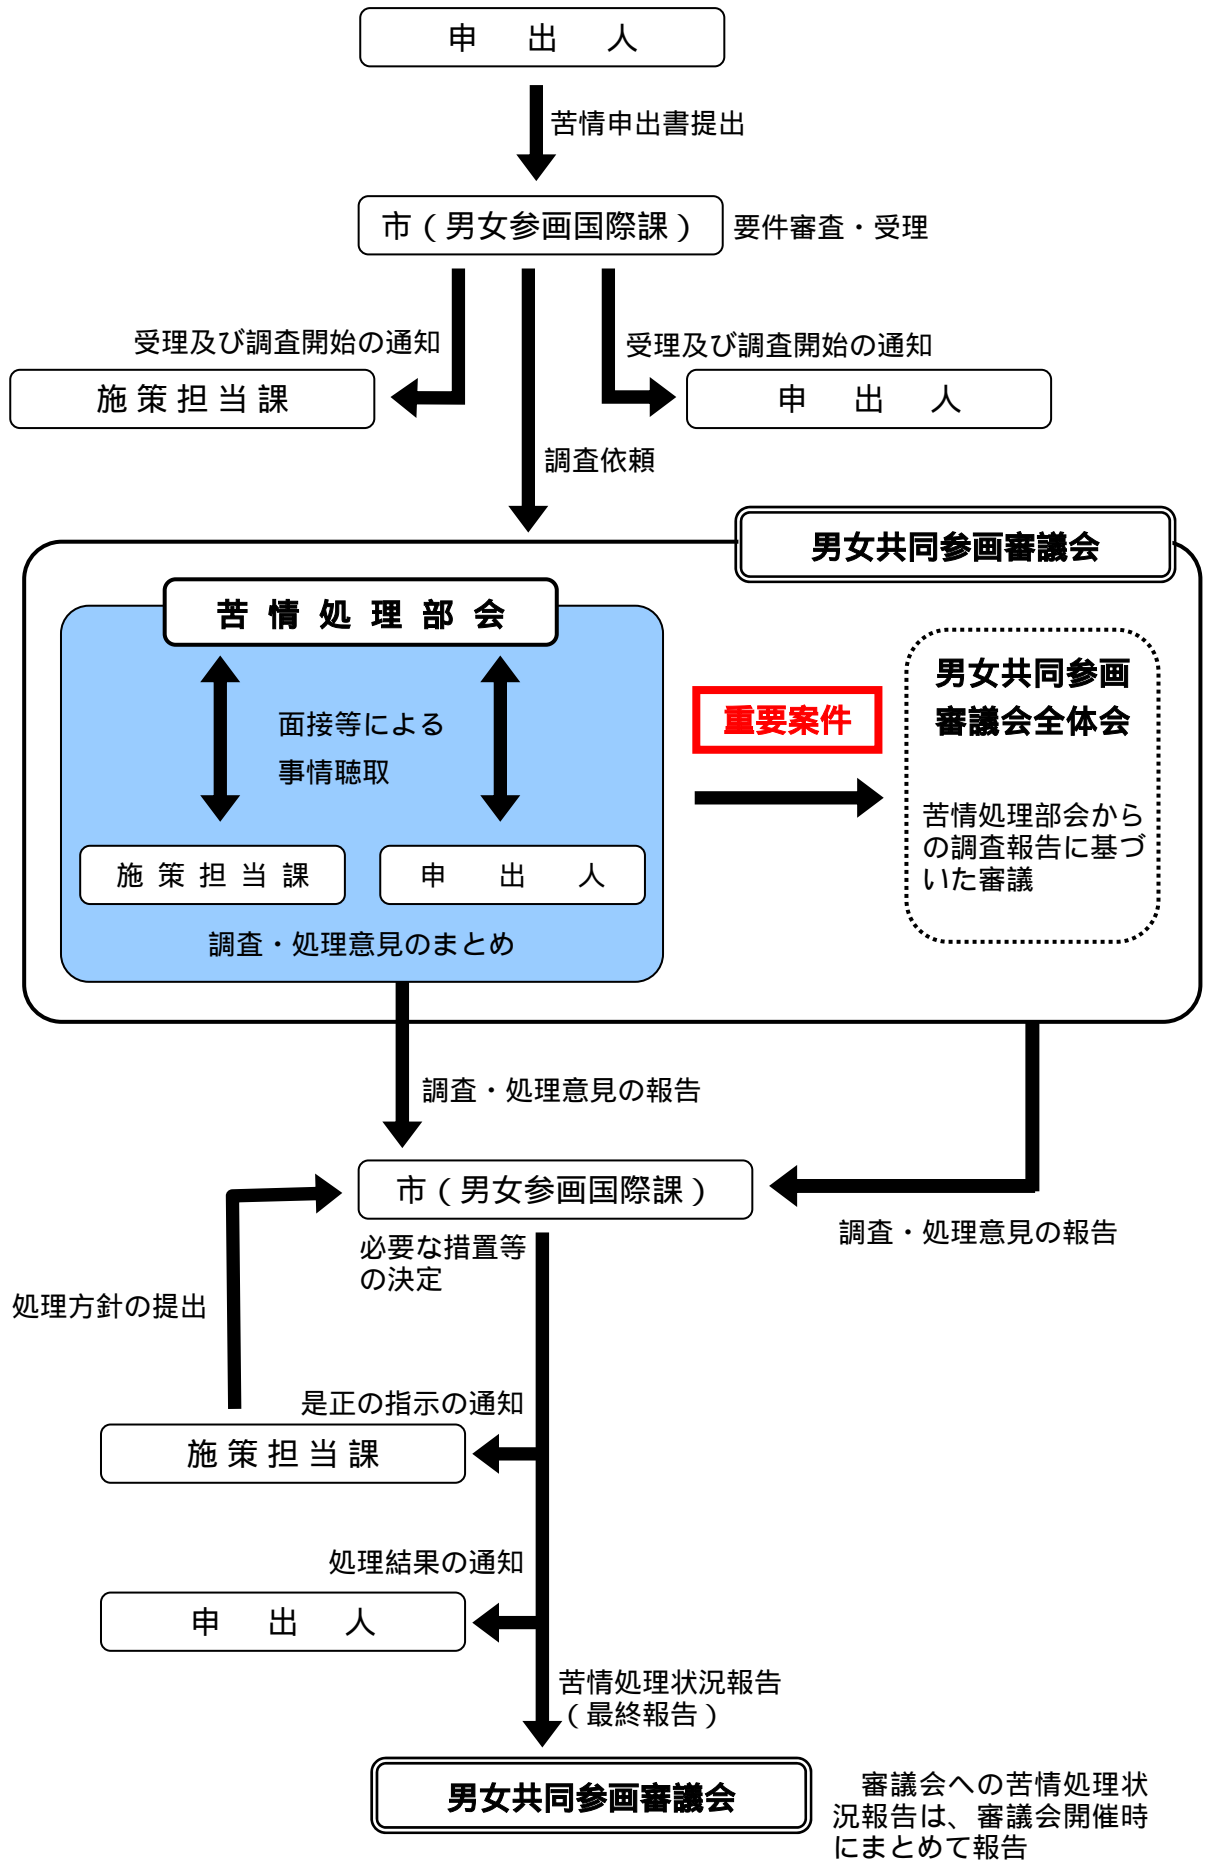 申出人
苦情申出書提出
市（男女参画国際課）
要件審査・受理
受理及び調査開始の通知
受理及び調査開始の通知
施策担当課
申出人
調査依頼
男女共同参画審議会
苦情処理部会
面接等による
事情聴取
施策担当課
申出人
調査・処理意見のまとめ
重要案件
男女共同参画
審議会全体会
苦情処理部会から
の調査報告に基づ
いた審議
調査・処理意見の報告
市（男女参画国際課）
調査・処理意見の報告
必要な措置等
の決定
処理方針の提出
是正の指示の通知
施策担当課
処理結果の通知
申出人
苦情処理状況報告
（最終報告）
男女共同参画審議会
審議会への苦情処理状
況報告は、審議会開催時
にまとめて報告